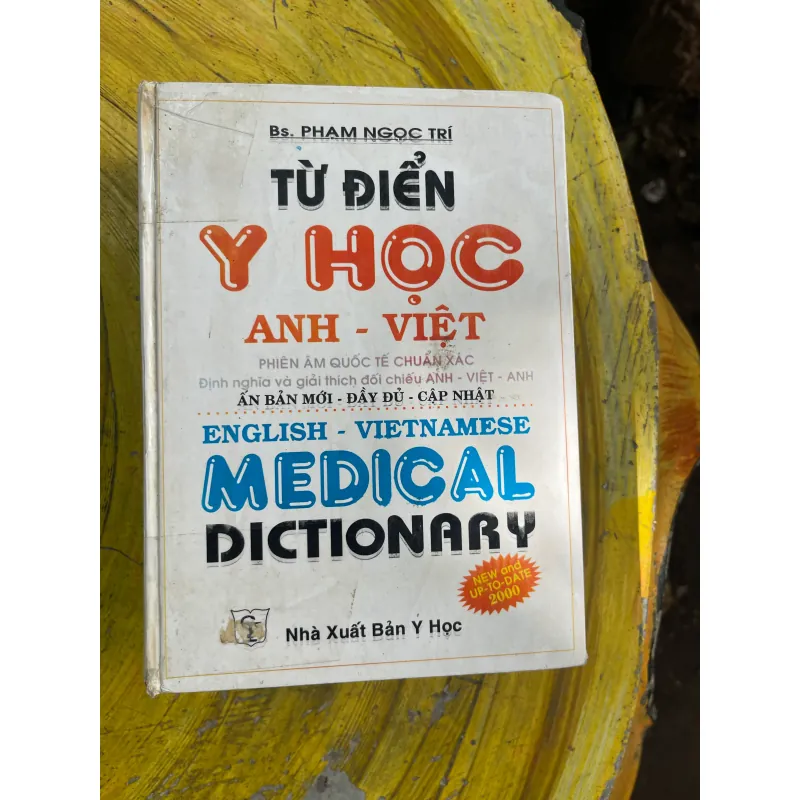 Bs. PHẠM NGỌC TRÍ
TỪ ĐIỂN
Y HỌC
ANH - VIỆT
PHIÊN ÂM QUỐC TẾ CHUẨN XÁC
Định nghĩa và giải thích đối chiếu ANH - VIỆT - ANH
ẤN BẢN MỚI - ĐẦY ĐỦ - CẬP NHẬT
ENGLISH - VIETNAMESE
MEDICAL
DICTIONARY
NEW and
UP-TO-DATE
2000
Nhà Xuất Bản Y Học